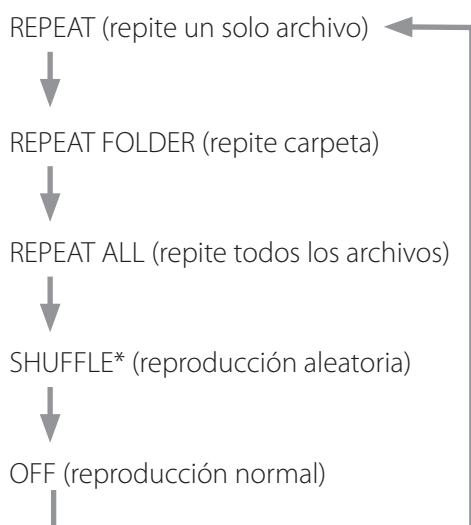 REPEAT (repite un solo archivo)
REPEAT FOLDER (repite carpeta)
REPEAT ALL (repite todos los archivos)
SHUFFLE* (reproducción aleatoria)
OFF (reproducción normal)